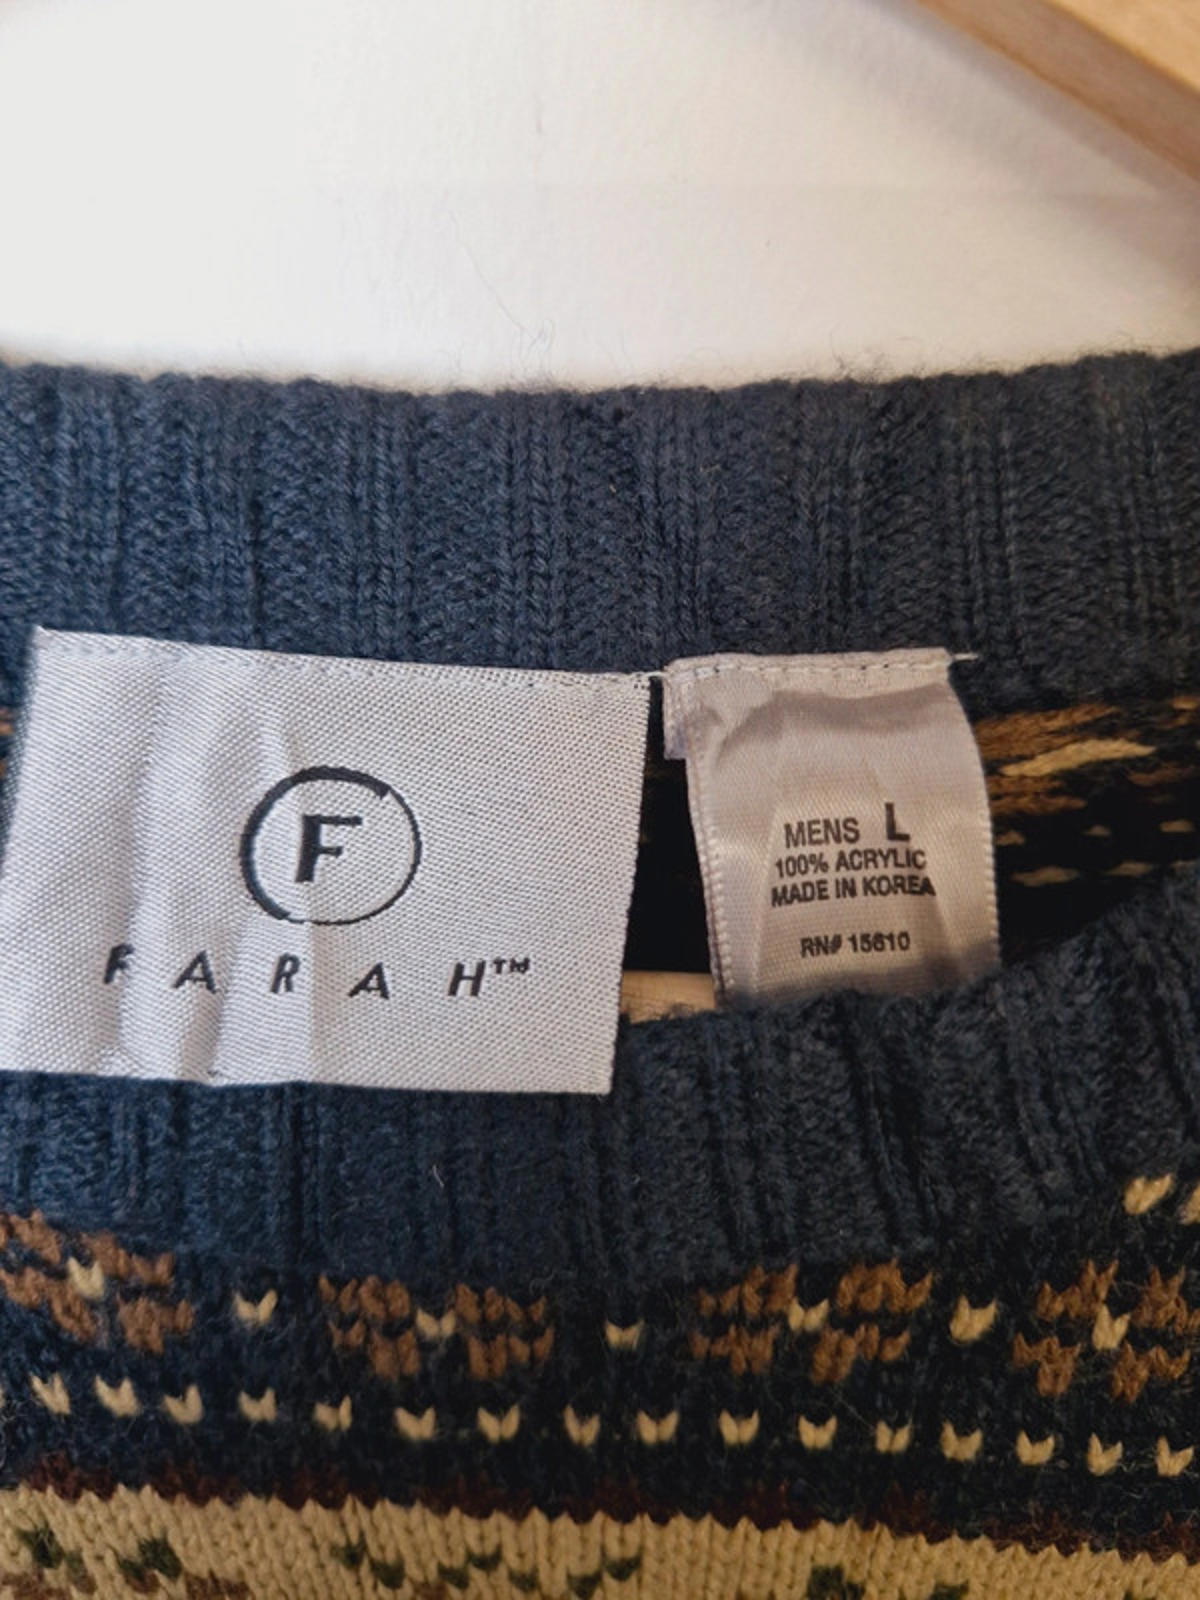 F
FARAH™
MENS L
100% ACRYLIC
MADE IN KOREA
RN# 15610